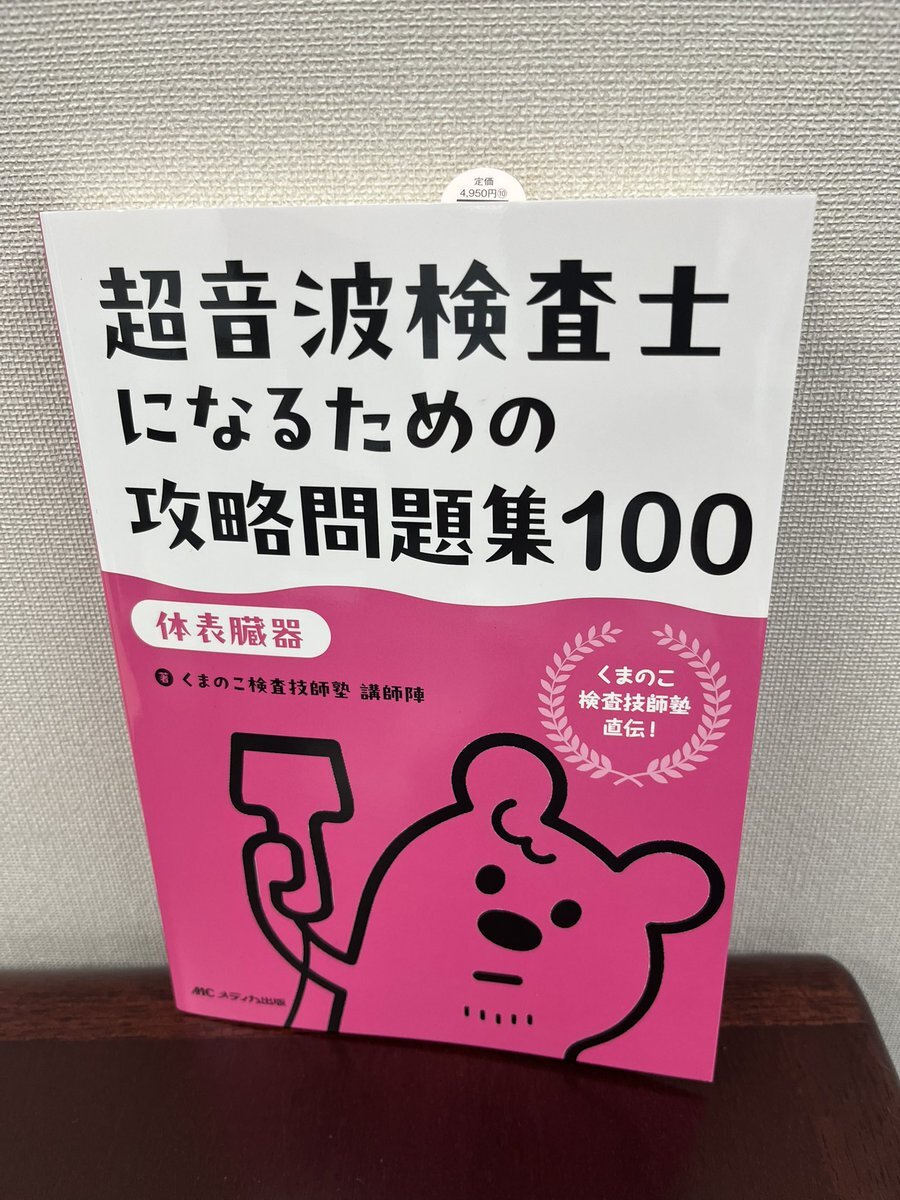 定価
4,950円⑩
超音波検査士
になるための
攻略問題集100
体表臓器
著 くまのこ検査技師塾 講師陣
くまのこ
検査技師塾
直伝!
MC メディカ出版